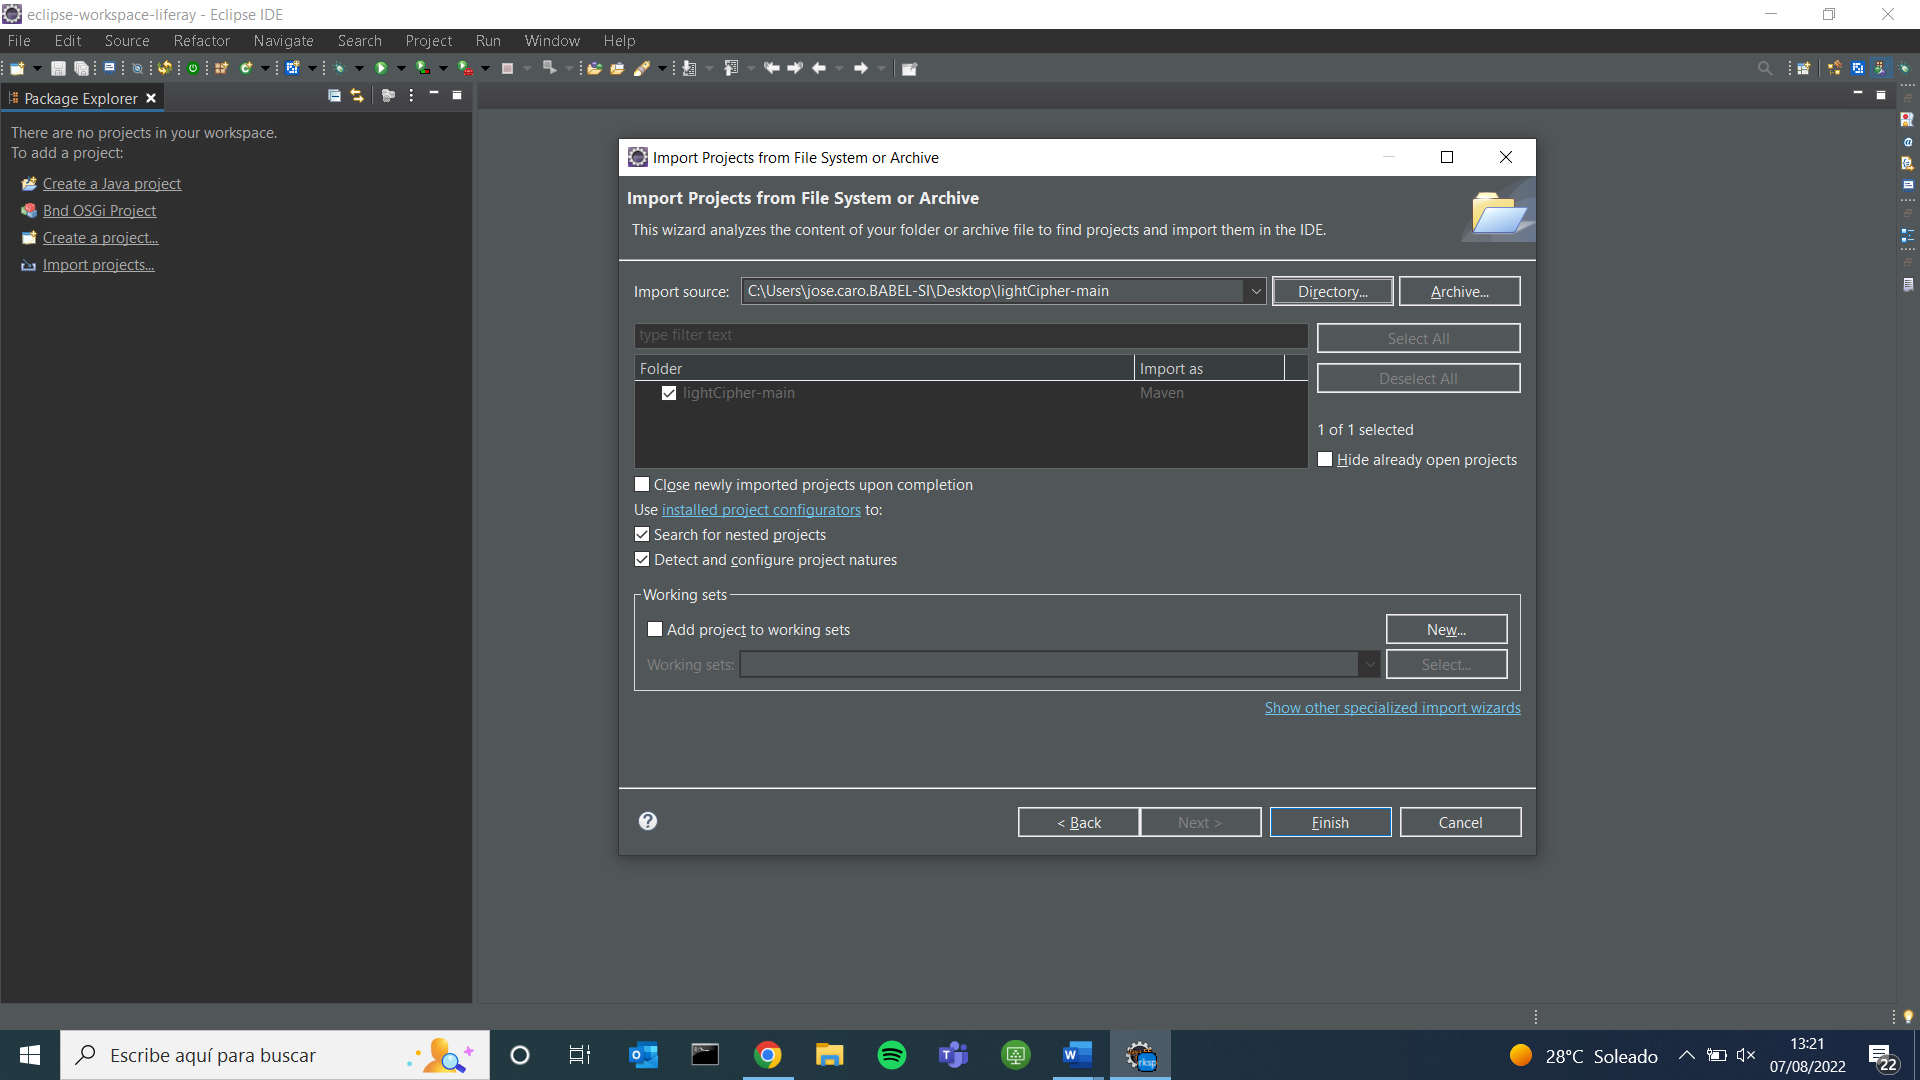 eclipse-workspace-liferay - Eclipse IDE
File Edit Source Refactor Navigate Search Project Run Window Help
Package Explorer
There are no projects in your workspace.
To add a project:
Create a Java project
Bnd OSGi Project
Create a project...
Import projects...
Import Projects from File System or Archive
Import Projects from File System or Archive
This wizard analyzes the content of your folder or archive file to find projects and import them in the IDE.
Import source: C:\Users\jose.caro.BABEL-SI\Desktop\lightCipher-main Directory... Archive...
type filter text Select All
Folder Import as
Deselect All
lightCipher-main Maven
1 of 1 selected
Hide already open projects
Close newly imported projects upon completion
Use installed project configurators to:
Search for nested projects
Detect and configure project natures
Working sets
Add project to working sets New...
Working sets: Select...
Show other specialized import wizards
? < Back Next > Finish Cancel
Escribe aquí para buscar
28°C Soleado
13:21
07/08/2022
22